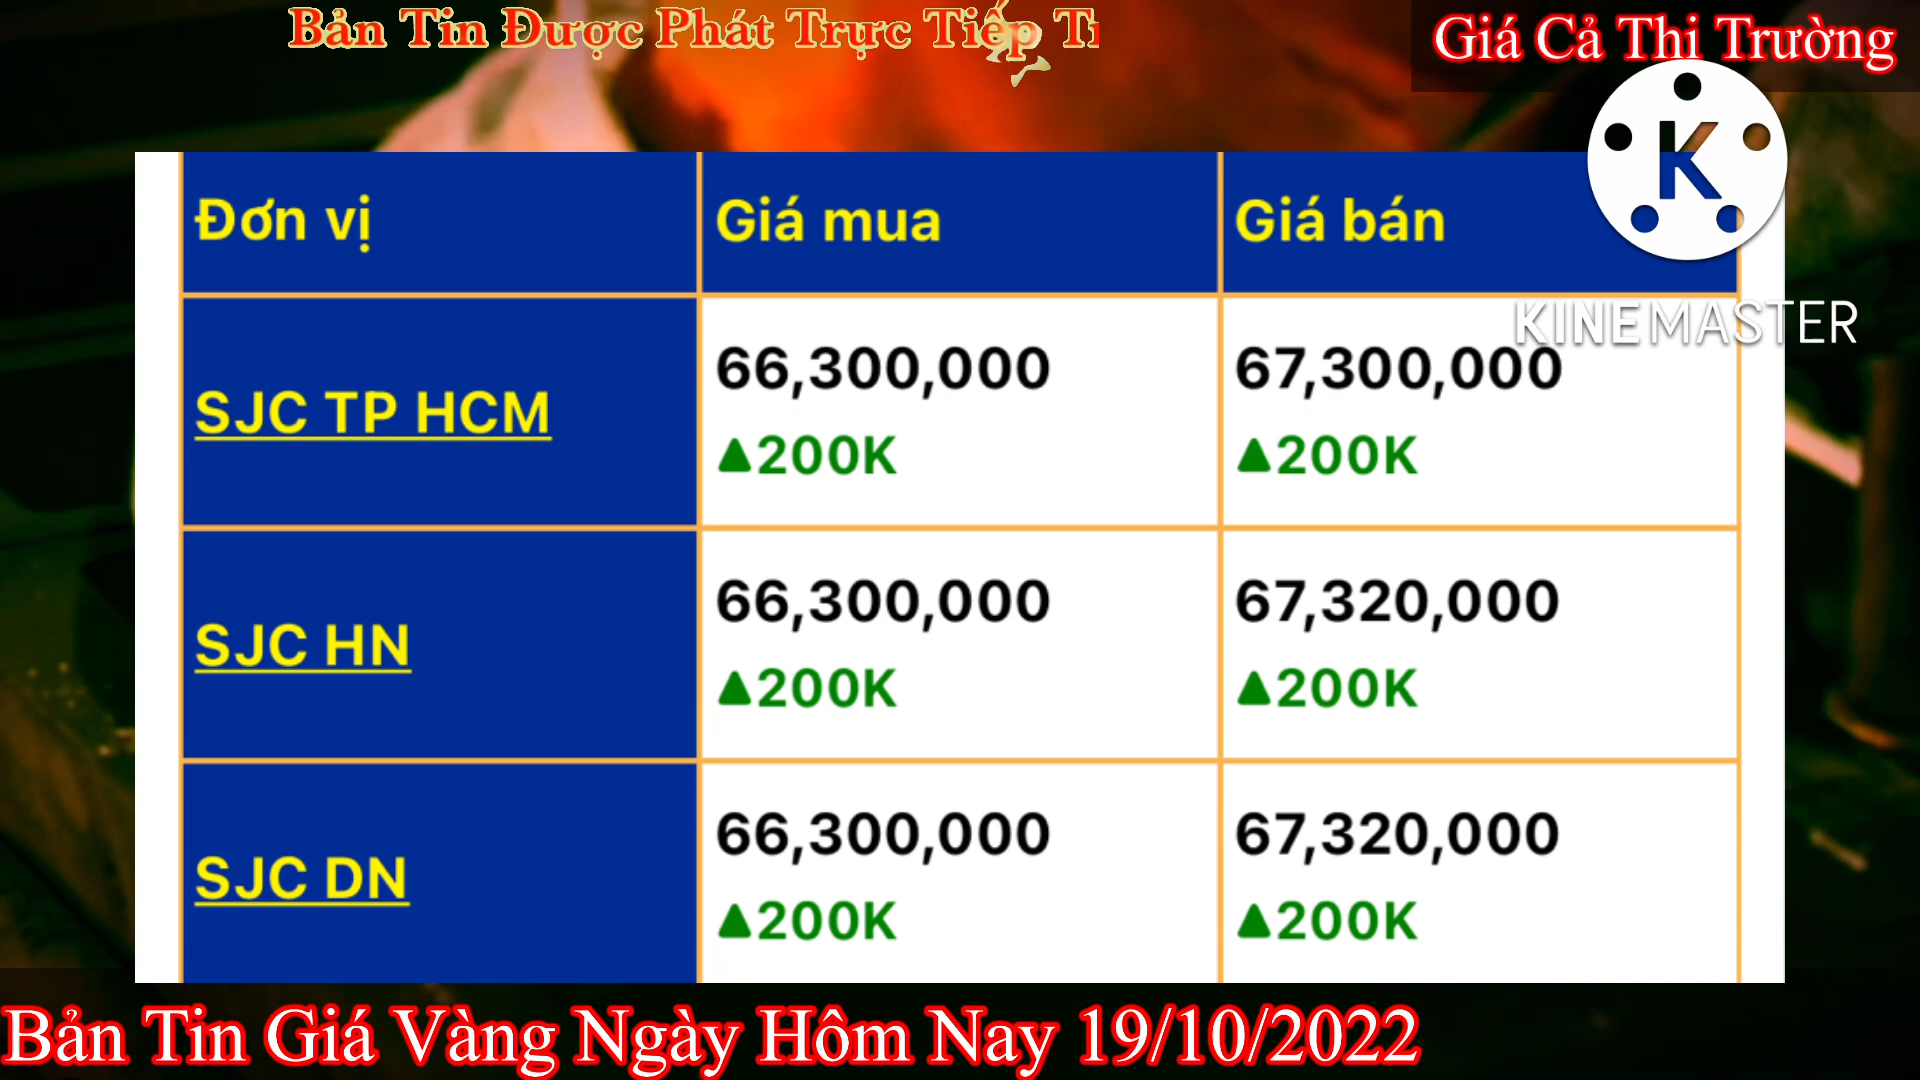 Bản Tin Được Phát Trực Tiếp
Giá Cả Thi Trường
K
KINEMASTER
Đơn vị Giá mua Giá bán
SJC TP HCM 66,300,000 67,300,000
▲200K ▲200K
SJC HN 66,300,000 67,320,000
▲200K ▲200K
SJC DN 66,300,000 67,320,000
▲200K ▲200K
Bản Tin Giá Vàng Ngày Hôm Nay 19/10/2022